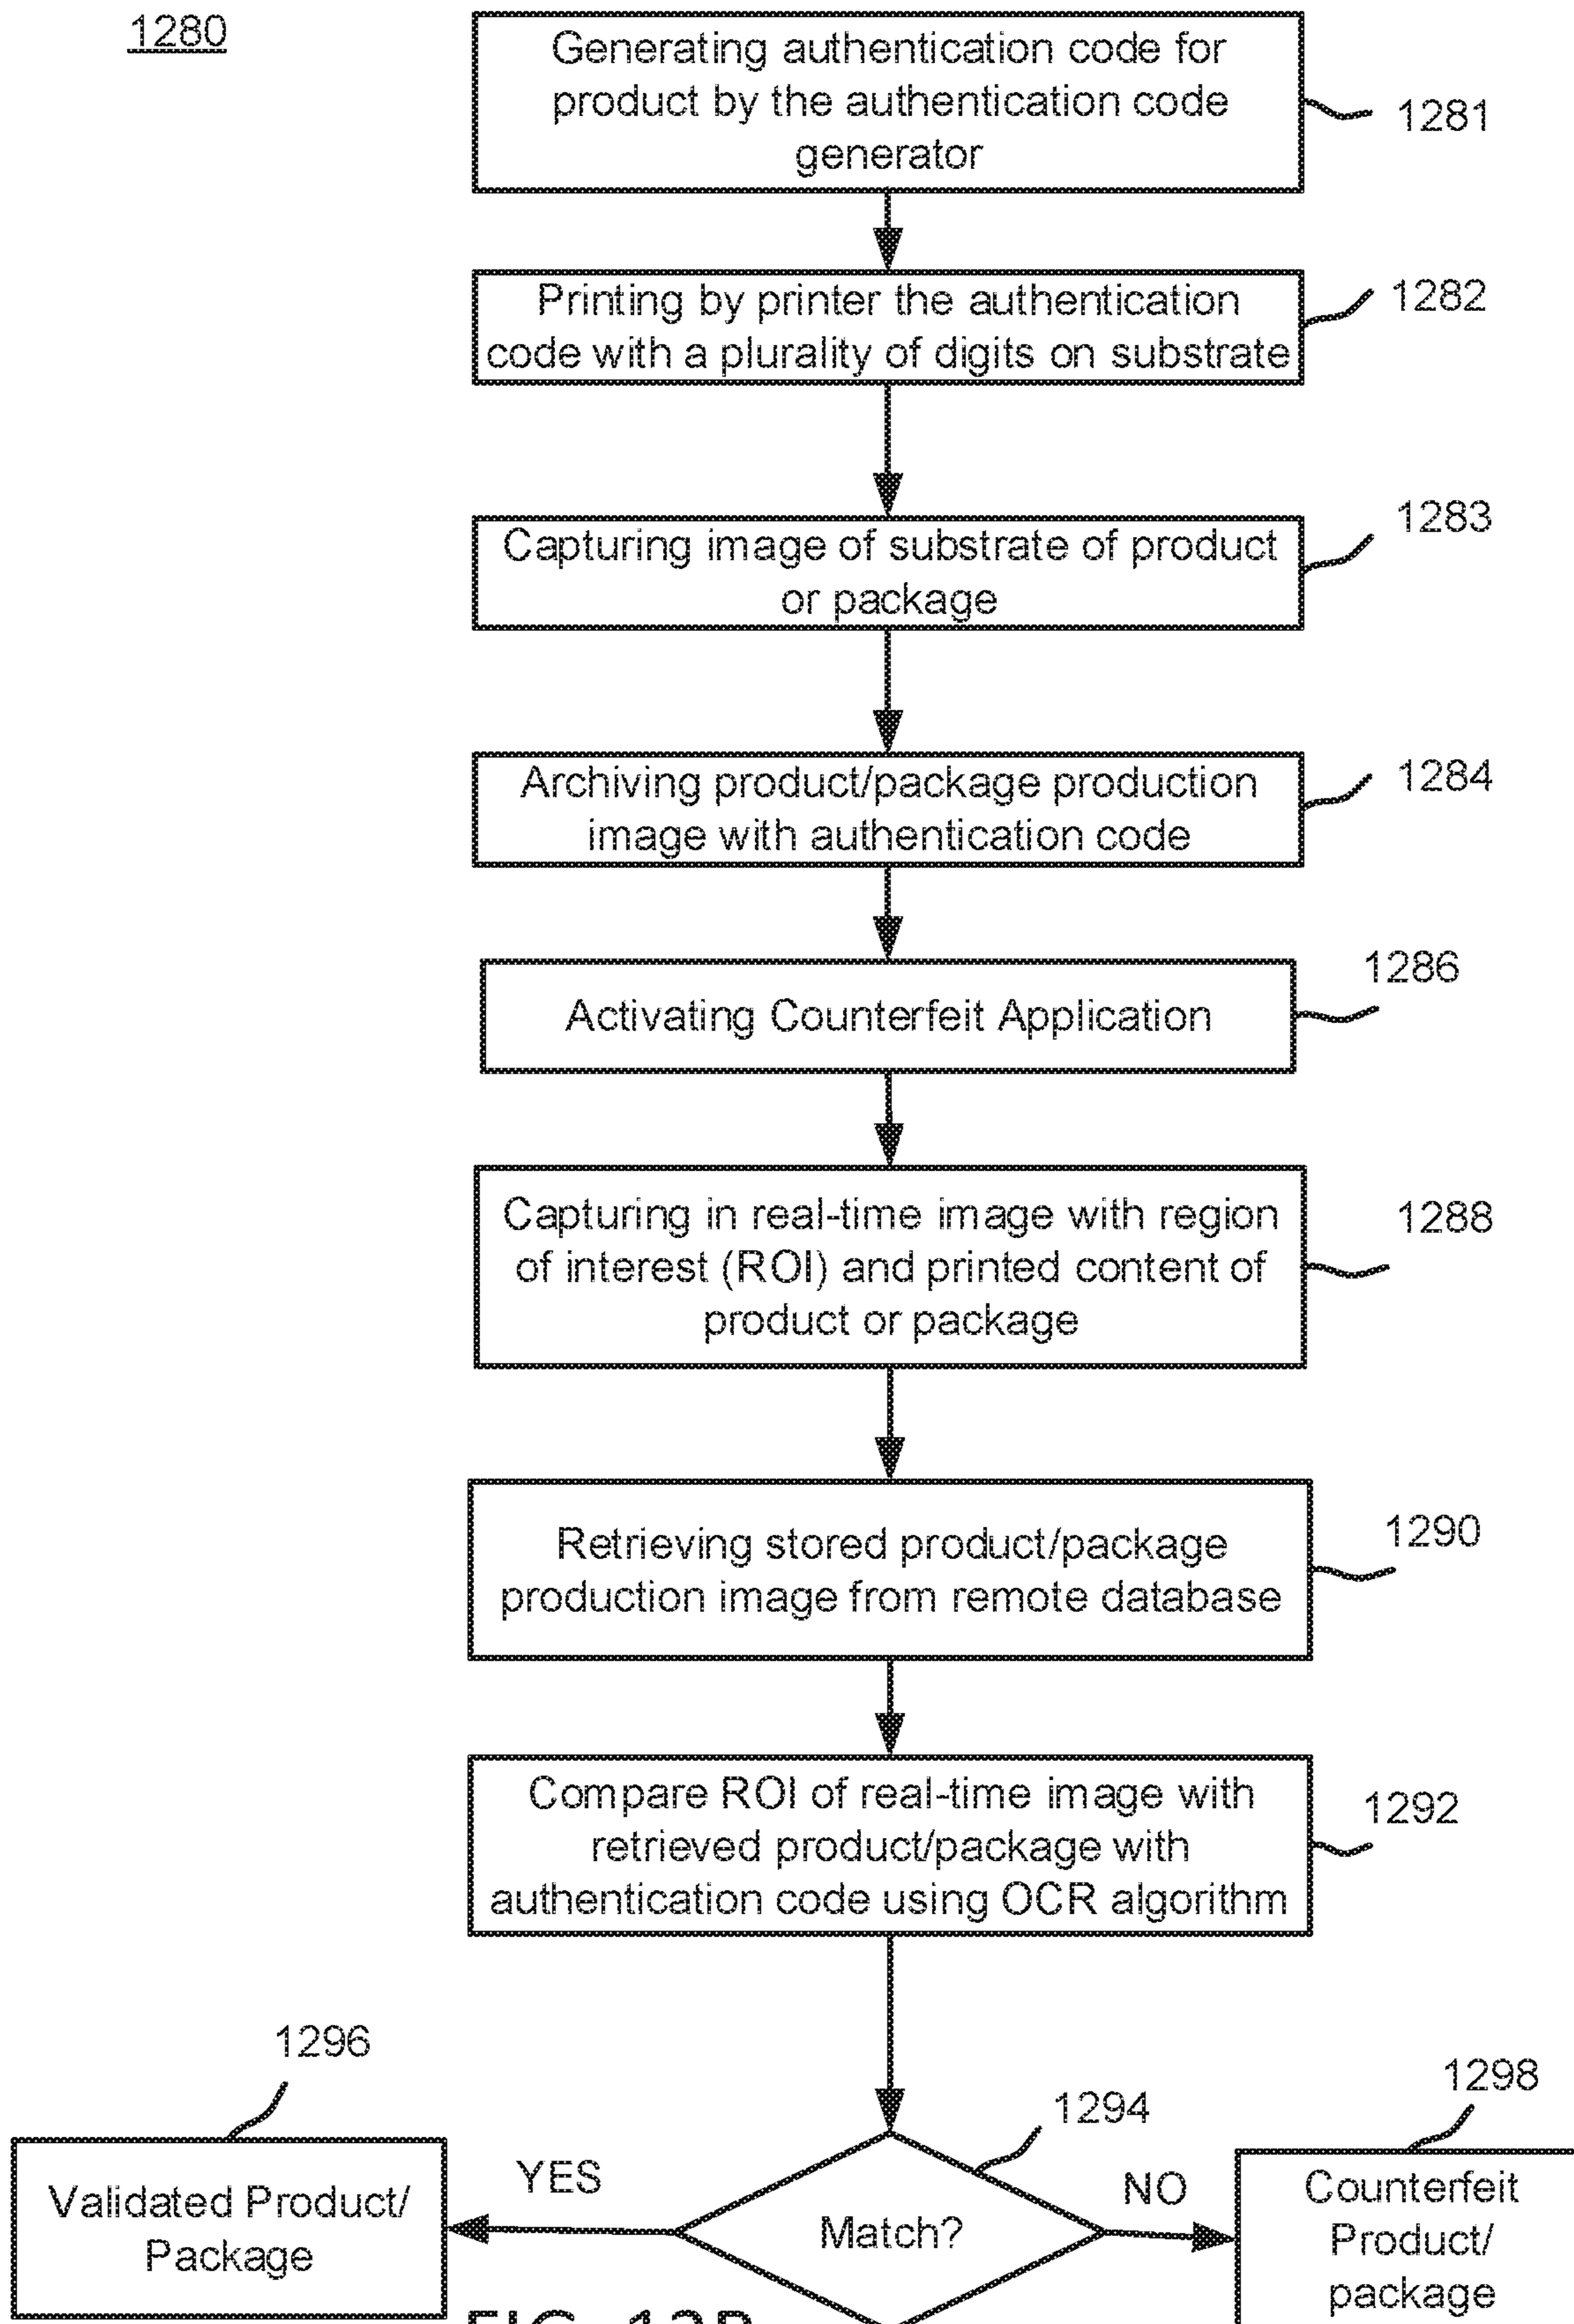 1280
Generating authentication code for
product by the authentication code
generator
1281
Printing by printer the authentication
code with a plurality of digits on substrate
1282
Capturing image of substrate of product
or package
1283
Archiving product/package production
image with authentication code
1284
Activating Counterfeit Application
1286
Capturing in real-time image with region
of interest (ROI) and printed content of
product or package
1288
Retrieving stored product/package
production image from remote database
1290
Compare ROI of real-time image with
retrieved product/package with
authentication code using OCR algorithm
1292
1296
Validated Product/
Package
YES
Match?
1294
NO
1298
Counterfeit
Product/
package
FIG.